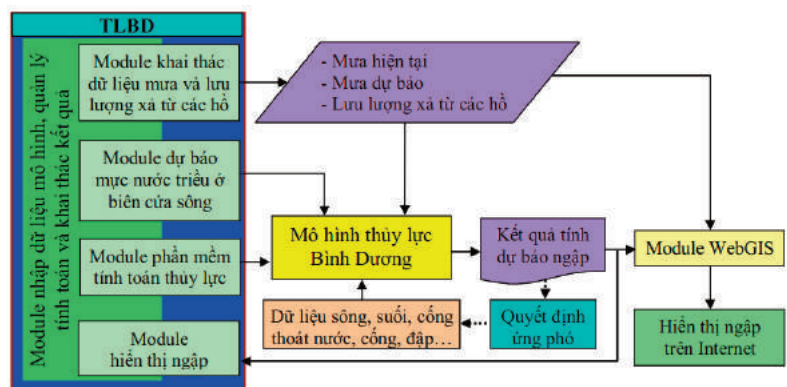 TLBD
Module nhập dữ liệu mô hình, quản lý
tính toán và khai thác kết quả
Module khai thác
dữ liệu mưa và lưu
lượng xả từ các hồ
- Mưa hiện tại
- Mưa dự báo
- Lưu lượng xả từ các hồ
Module dự báo
mực nước triều ở
biên cửa sông
Module phần mềm
tính toán thủy lực
Mô hình thủy lực
Bình Dương
Kết quả tính
dự báo ngập
Module WebGIS
Dữ liệu sông, suối, cống
thoát nước, cống, đập...
Quyết định
ứng phó
Hiển thị ngập
trên Internet
Module
hiển thị ngập